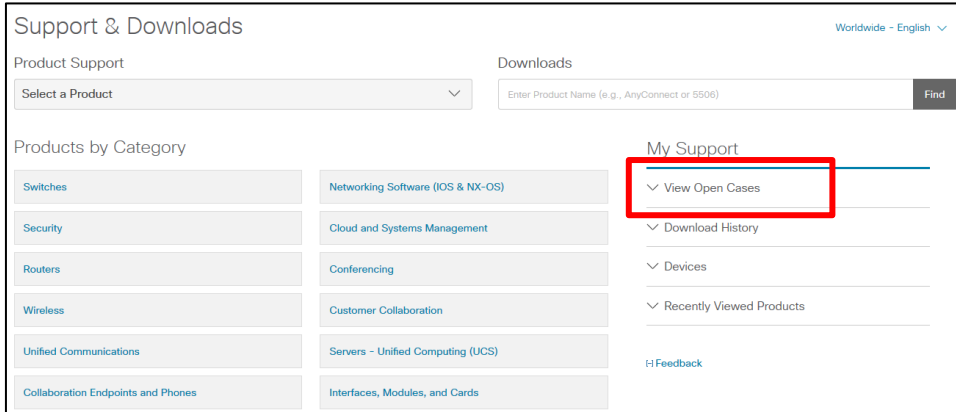 Support & Downloads
Worldwide - English
Product Support
Downloads
Select a Product
Enter Product Name (e.g., AnyConnect or 5506)
Find
Products by Category
My Support
Switches
Networking Software (IOS & NX-OS)
View Open Cases
Security
Cloud and Systems Management
Download History
Routers
Conferencing
Devices
Wireless
Customer Collaboration
Recently Viewed Products
Unified Communications
Servers - Unified Computing (UCS)
[-] Feedback
Collaboration Endpoints and Phones
Interfaces, Modules, and Cards